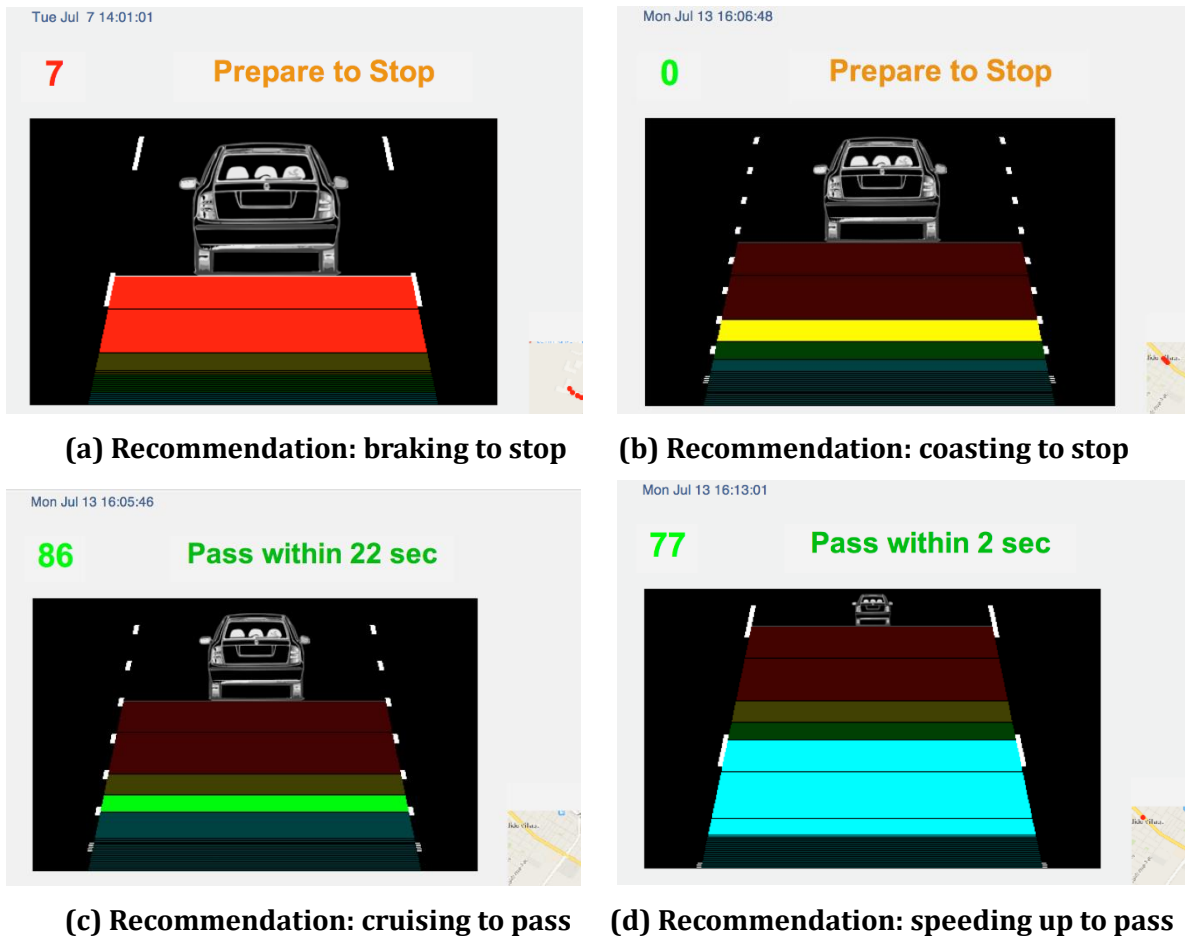 Tue Jul 7 14:01:01
7 Prepare to Stop
(a) Recommendation: braking to stop
Mon Jul 13 16:06:48
0 Prepare to Stop
(b) Recommendation: coasting to stop
Mon Jul 13 16:05:46
86 Pass within 22 sec
(c) Recommendation: cruising to pass
Mon Jul 13 16:13:01
77 Pass within 2 sec
(d) Recommendation: speeding up to pass